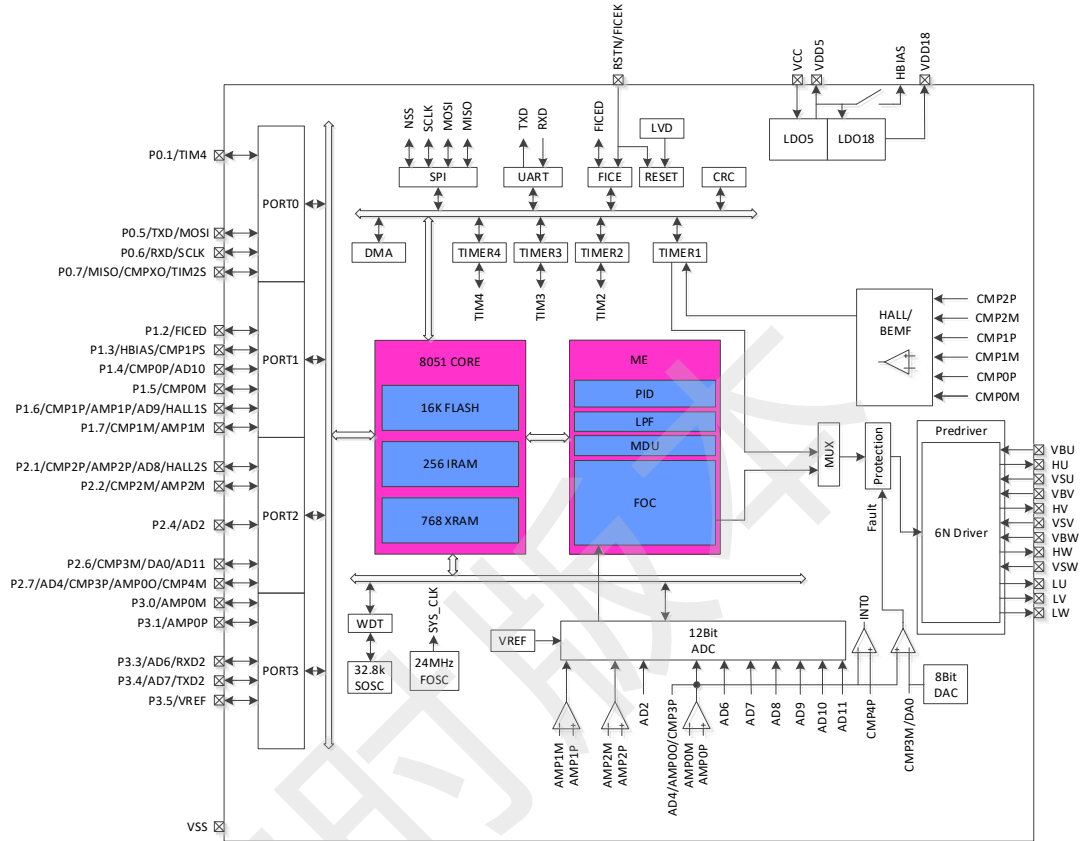 RSTN/FICEK
VCC
VDD5
HBIAS
VDD18
NSS
SCLK
MOSI
MISO
TXD
RXD
FICED
LVD
LDO5
LDO18
P0.1/TIM4
SPI
UART
FICE
RESET
CRC
PORT0
P0.5/TXD/MOSI
P0.6/RXD/SCLK
P0.7/MISO/CMPXO/TIM2S
DMA
TIMER4
TIMER3
TIMER2
TIMER1
TIM4
TIM3
TIM2
HALL/
BEMF
CMP2P
CMP2M
CMP1P
CMP1M
CMP0P
CMP0M
P1.2/FICED
P1.3/HBIAS/CMP1PS
P1.4/CMP0P/AD10
P1.5/CMP0M
P1.6/CMP1P/AMP1P/AD9/HALL1S
P1.7/CMP1M/AMP1M
PORT1
8051 CORE
16K FLASH
256 IRAM
768 XRAM
ME
PID
LPF
MDU
FOC
MUX
Protection
Fault
Predriver
6N Driver
VBU
HU
VSU
VBV
HV
VSV
VBW
HW
VSW
LU
LV
LW
P2.1/CMP2P/AMP2P/AD8/HALL2S
P2.2/CMP2M/AMP2M
P2.4/AD2
P2.6/CMP3M/DA0/AD11
P2.7/AD4/CMP3P/AMP0O/CMP4M
PORT2
P3.0/AMP0M
P3.1/AMP0P
P3.3/AD6/RXD2
P3.4/AD7/TXD2
P3.5/VREF
PORT3
WDT
32.8k
SOSC
SYS_CLK
24MHz
FOSC
VREF
12Bit
ADC
INT0
8Bit
DAC
AMP1M
AMP1P
AMP2M
AMP2P
AD2
AD4/AMP0O/CMP3P
AMP0M
AMP0P
AD6
AD7
AD8
AD9
AD10
AD11
CMP4P
CMP3M/DA0
VSS
时版本